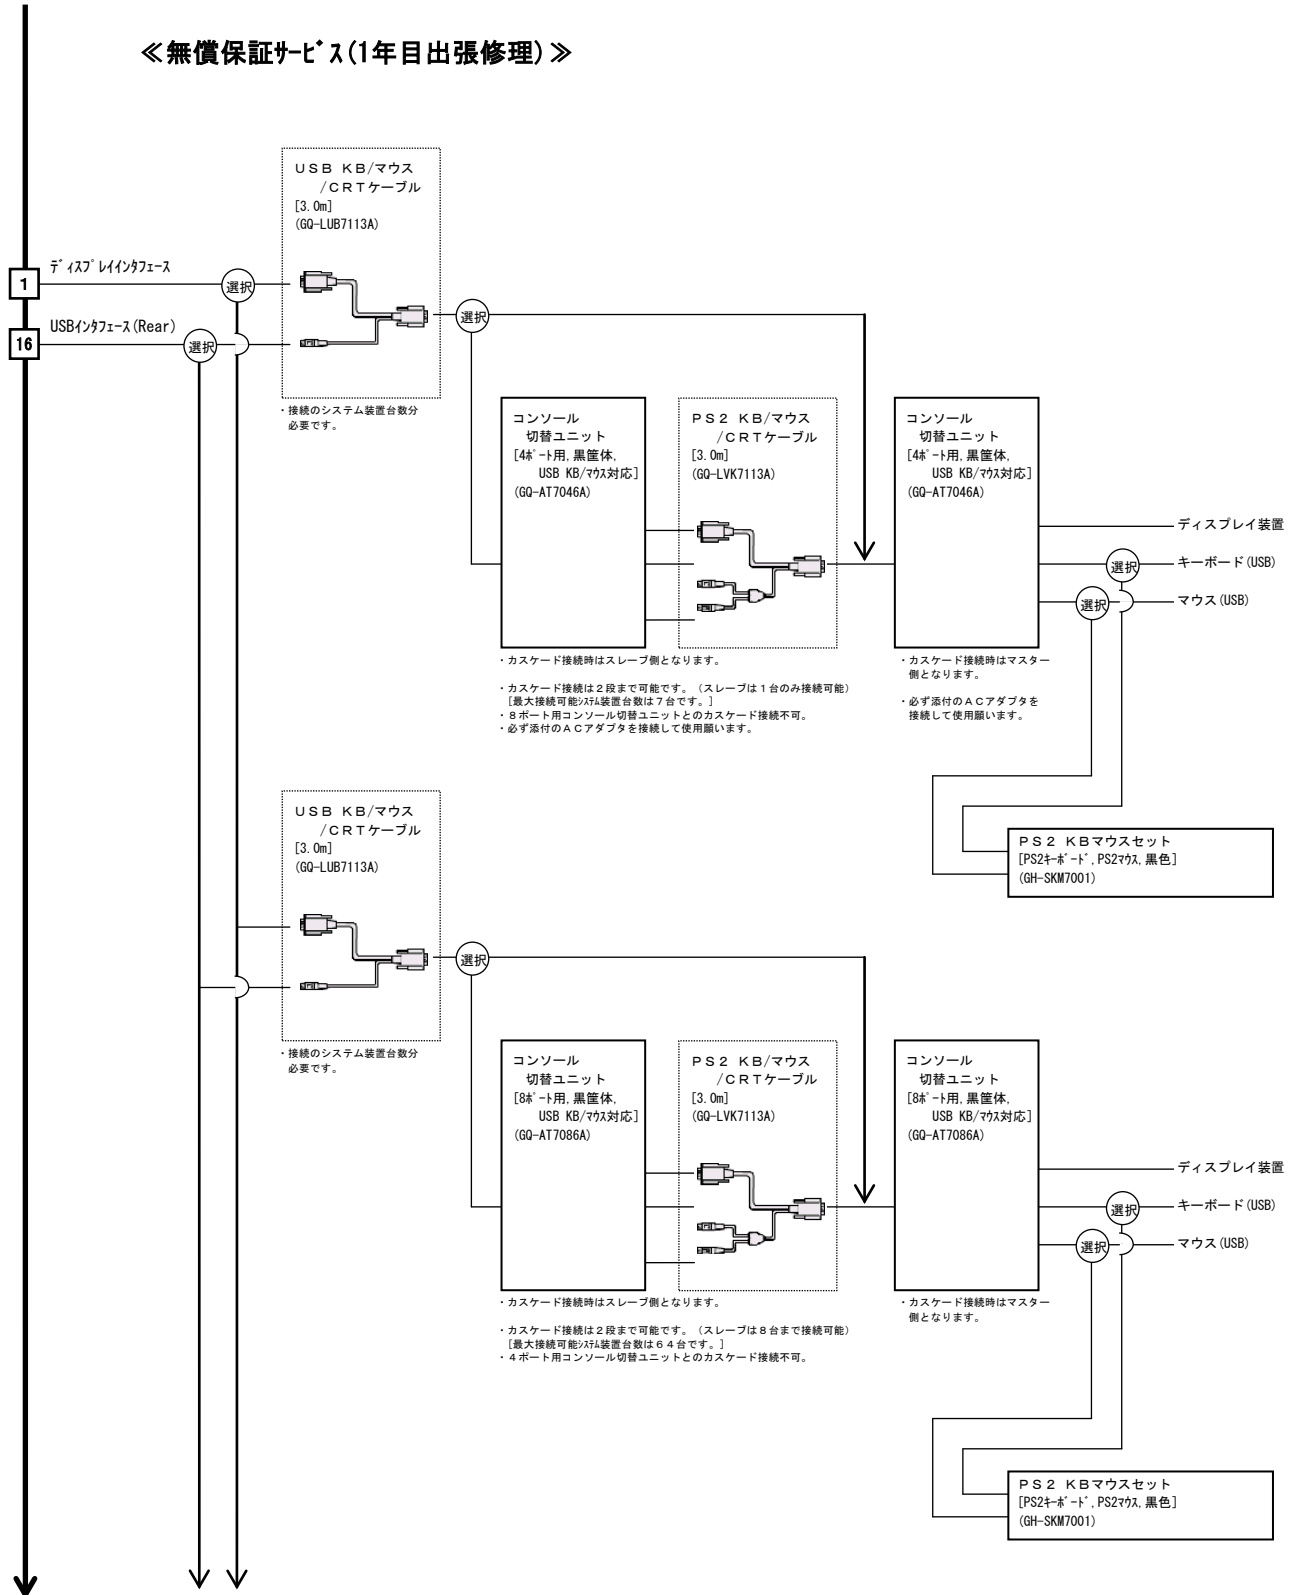 ≪無償保証ｻｰﾋﾞｽ(1年目出張修理)≫
ＵＳＢ ＫＢ/マウス
/ＣＲＴケーブル
[3.0m]
(GQ-LUB7113A)
ﾃﾞｨｽﾌﾟﾚｲｲﾝﾀﾌｪｰｽ
1
選択
USBｲﾝﾀﾌｪｰｽ(Rear)
16
選択
選択
・接続のシステム装置台数分
必要です。
コンソール
切替ユニット
[4ﾎﾟｰﾄ用,黒筐体,
USB KB/ﾏｳｽ対応]
(GQ-AT7046A)
ＰＳ２ ＫＢ/マウス
/ＣＲＴケーブル
[3.0m]
(GQ-LVK7113A)
コンソール
切替ユニット
[4ﾎﾟｰﾄ用,黒筐体,
USB KB/ﾏｳｽ対応]
(GQ-AT7046A)
ディスプレイ装置
選択
キーボード(USB)
選択
マウス(USB)
・カスケード接続時はスレーブ側となります。
・カスケード接続は２段まで可能です。（スレーブは１台のみ接続可能）
[最大接続可能ｼｽﾃﾑ装置台数は７台です。]
・８ポート用コンソール切替ユニットとのカスケード接続不可。
・必ず添付のＡＣアダプタを接続して使用願います。
・カスケード接続時はマスター
側となります。
・必ず添付のＡＣアダプタを
接続して使用願います。
ＰＳ２ ＫＢマウスセット
[PS2ｷｰﾎﾞｰﾄﾞ,PS2ﾏｳｽ,黒色]
(GH-SKM7001)
ＵＳＢ ＫＢ/マウス
/ＣＲＴケーブル
[3.0m]
(GQ-LUB7113A)
選択
・接続のシステム装置台数分
必要です。
コンソール
切替ユニット
[8ﾎﾟｰﾄ用,黒筐体,
USB KB/ﾏｳｽ対応]
(GQ-AT7086A)
ＰＳ２ ＫＢ/マウス
/ＣＲＴケーブル
[3.0m]
(GQ-LVK7113A)
コンソール
切替ユニット
[8ﾎﾟｰﾄ用,黒筐体,
USB KB/ﾏｳｽ対応]
(GQ-AT7086A)
ディスプレイ装置
選択
キーボード(USB)
選択
マウス(USB)
・カスケード接続時はスレーブ側となります。
・カスケード接続は２段まで可能です。（スレーブは８台まで接続可能）
[最大接続可能ｼｽﾃﾑ装置台数は６４台です。]
・４ポート用コンソール切替ユニットとのカスケード接続不可。
・カスケード接続時はマスター
側となります。
ＰＳ２ ＫＢマウスセット
[PS2ｷｰﾎﾞｰﾄﾞ,PS2ﾏｳｽ,黒色]
(GH-SKM7001)